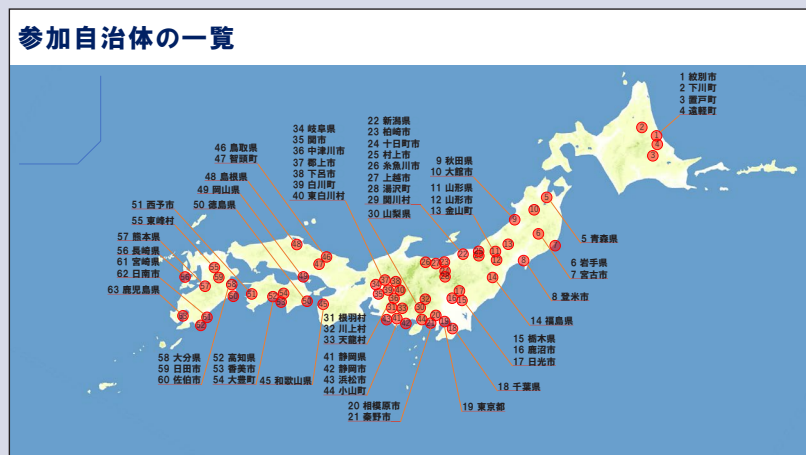 参加自治体の一覧
1 紋別市
2 下川町
3 置戸町
4 遠軽町
5 青森県
6 岩手県
7 宮古市
8 登米市
9 秋田県
10 大館市
11 山形県
12 山形市
13 金山町
14 福島県
15 栃木県
16 鹿沼市
17 日光市
18 千葉県
19 東京都
20 相模原市
21 秦野市
22 新潟県
23 柏崎市
24 十日町市
25 村上市
26 糸魚川市
27 上越市
28 湯沢町
29 関川村
30 山梨県
31 根羽村
32 川上村
33 天龍村
34 岐阜県
35 関市
36 中津川市
37 郡上市
38 下呂市
39 白川町
40 東白川村
41 静岡県
42 静岡市
43 浜松市
44 小山町
45 和歌山県
46 鳥取県
47 智頭町
48 島根県
49 岡山県
50 徳島県
51 西予市
52 高知県
53 香美市
54 大豊町
55 東峰村
56 長崎県
57 熊本県
58 大分県
59 日田市
60 佐伯市
61 宮崎県
62 日南市
63 鹿児島県